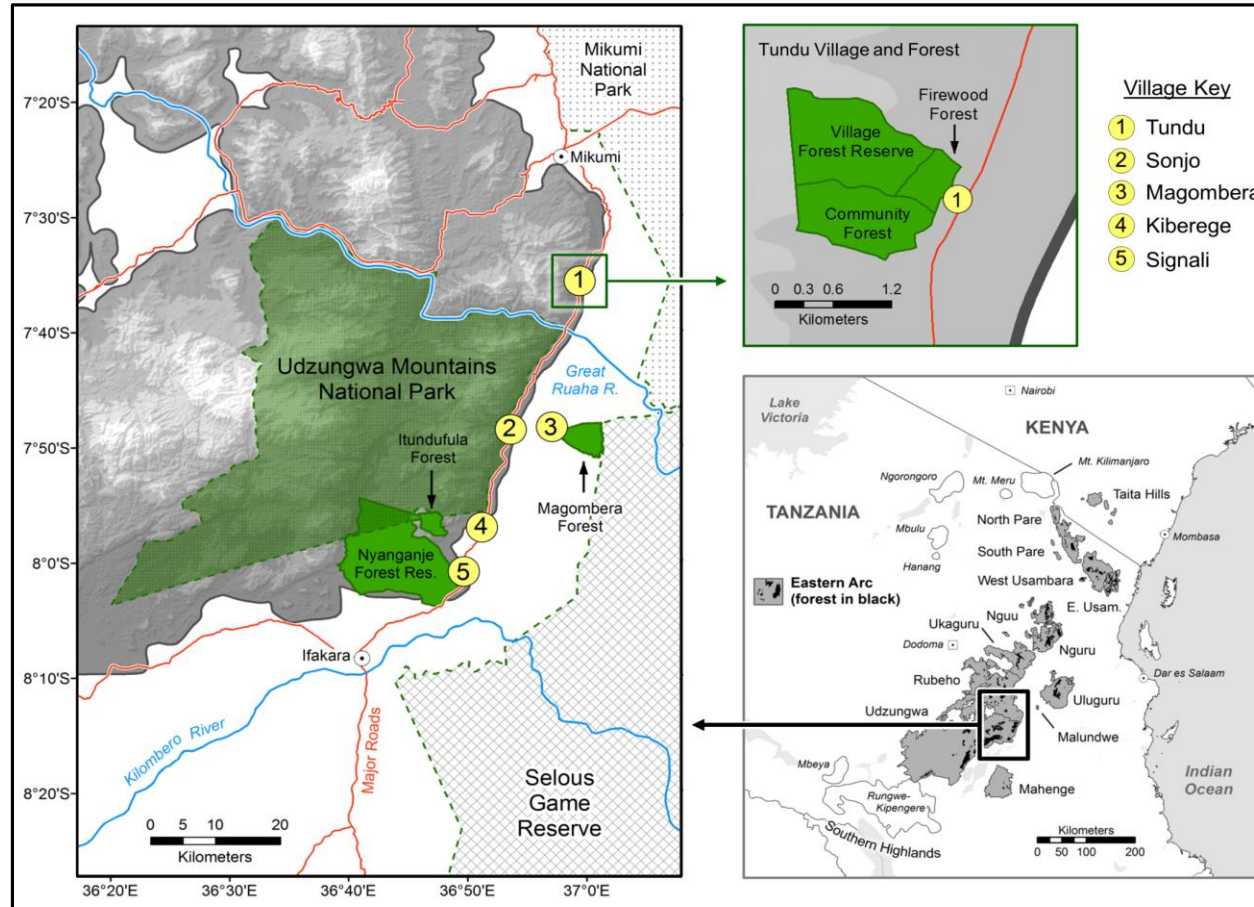 Mikumi
National
Park
7°20'S
7°30'S
7°40'S
7°50'S
8°0'S
8°10'S
8°20'S
Mikumi
1
Udzungwa Mountains
National Park
Great
Ruaha R.
2
3
Itundufula
Forest
Magombera
Forest
4
Nyanganje
Forest Res.
5
Ifakara
Kilombero River
Major Roads
Selous
Game
Reserve
0 5 10 20
Kilometers
36°20'E
36°30'E
36°40'E
36°50'E
37°0'E
Tundu Village and Forest
Firewood
Forest
Village
Forest Reserve
Community
Forest
1
0 0.3 0.6 1.2
Kilometers
Village Key
1 Tundu
2 Sonjo
3 Magombera
4 Kiberege
5 Signali
Lake
Victoria
Nairobi
KENYA
Mt. Kilimanjaro
Ngorongoro
Mt. Meru
Taita Hills
TANZANIA
North Pare
Mbulu
South Pare
Mombasa
Hanang
West Usambara
Eastern Arc
(forest in black)
E. Usam.
Nguu
Ukaguru
Dodoma
Nguru
Rubeho
Dar es Salaam
Uluguru
Udzungwa
Malundwe
Mbeya
Indian
Ocean
Rungwe-
Kipengere
Mahenge
Southern Highlands
Kilometers
0 50 100 200